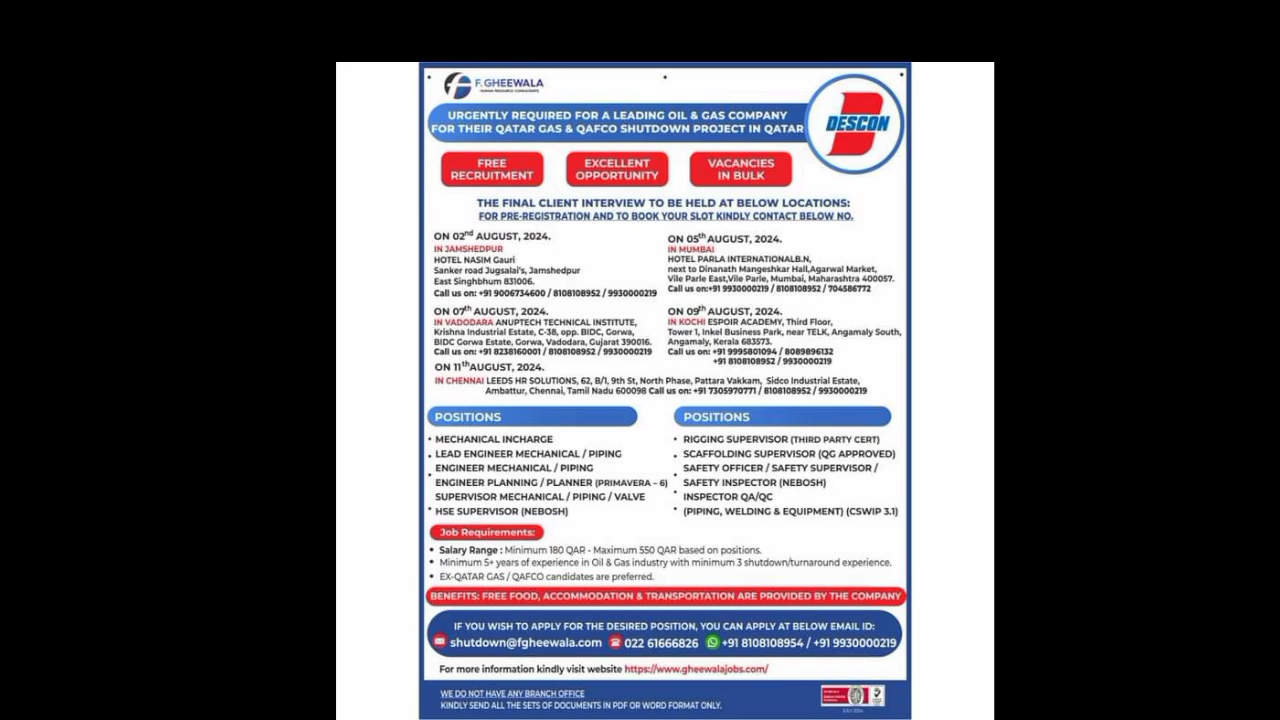 F. GHEEWALA
HUMAN RESOURCE CONSULTANTS
URGENTLY REQUIRED FOR A LEADING OIL & GAS COMPANY
FOR THEIR QATAR GAS & QAFCO SHUTDOWN PROJECT IN QATAR
DESCON
FREE
RECRUITMENT
EXCELLENT
OPPORTUNITY
VACANCIES
IN BULK
THE FINAL CLIENT INTERVIEW TO BE HELD AT BELOW LOCATIONS:
FOR PRE-REGISTRATION AND TO BOOK YOUR SLOT KINDLY CONTACT BELOW NO.
ON 02nd AUGUST, 2024.
IN JAMSHEDPUR
HOTEL NASIM Gauri
Sanker road Jugsalai's, Jamshedpur
East Singhbhum 831006.
Call us on: +91 9006734600 / 8108108952 / 9930000219
ON 05th AUGUST, 2024.
IN MUMBAI
HOTEL PARLA INTERNATIONALB.N,
next to Dinanath Mangeshkar Hall,Agarwal Market,
Vile Parle East,Vile Parle, Mumbai, Maharashtra 400057.
Call us on:+91 9930000219 / 8108108952 / 704586772
ON 07th AUGUST, 2024.
IN VADODARA ANUPTECH TECHNICAL INSTITUTE,
Krishna Industrial Estate, C-38, opp. BIDC, Gorwa,
BIDC Gorwa Estate, Gorwa, Vadodara, Gujarat 390016.
Call us on: +91 8238160001 / 8108108952 / 9930000219
ON 09th AUGUST, 2024.
IN KOCHI ESPOIR ACADEMY, Third Floor,
Tower 1, Inkel Business Park, near TELK, Angamaly South,
Angamaly, Kerala 683573.
Call us on: +91 9995801094 / 8089896132
+91 8108108952 / 9930000219
ON 11th AUGUST, 2024.
IN CHENNAI LEEDS HR SOLUTIONS, 62, B/1, 9th St, North Phase, Pattara Vakkam, Sidco Industrial Estate,
Ambattur, Chennai, Tamil Nadu 600098 Call us on: +91 7305970771 / 8108108952 / 9930000219
POSITIONS
• MECHANICAL INCHARGE
• LEAD ENGINEER MECHANICAL / PIPING
ENGINEER MECHANICAL / PIPING
• ENGINEER PLANNING / PLANNER (PRIMAVERA – 6)
SUPERVISOR MECHANICAL / PIPING / VALVE
• HSE SUPERVISOR (NEBOSH)
POSITIONS
• RIGGING SUPERVISOR (THIRD PARTY CERT)
• SCAFFOLDING SUPERVISOR (QG APPROVED)
SAFETY OFFICER / SAFETY SUPERVISOR /
• SAFETY INSPECTOR (NEBOSH)
• INSPECTOR QA/QC
• (PIPING, WELDING & EQUIPMENT) (CSWIP 3.1)
Job Requirements:
• Salary Range : Minimum 180 QAR - Maximum 550 QAR based on positions.
• Minimum 5+ years of experience in Oil & Gas industry with minimum 3 shutdown/turnaround experience.
• EX-QATAR GAS / QAFCO candidates are preferred.
BENEFITS: FREE FOOD, ACCOMMODATION & TRANSPORTATION ARE PROVIDED BY THE COMPANY
IF YOU WISH TO APPLY FOR THE DESIRED POSITION, YOU CAN APPLY AT BELOW EMAIL ID:
shutdown@fgheewala.com 022 61666826 +91 8108108954 / +91 9930000219
For more information kindly visit website https://www.gheewalajobs.com/
WE DO NOT HAVE ANY BRANCH OFFICE
KINDLY SEND ALL THE SETS OF DOCUMENTS IN PDF OR WORD FORMAT ONLY.
JULY 2024